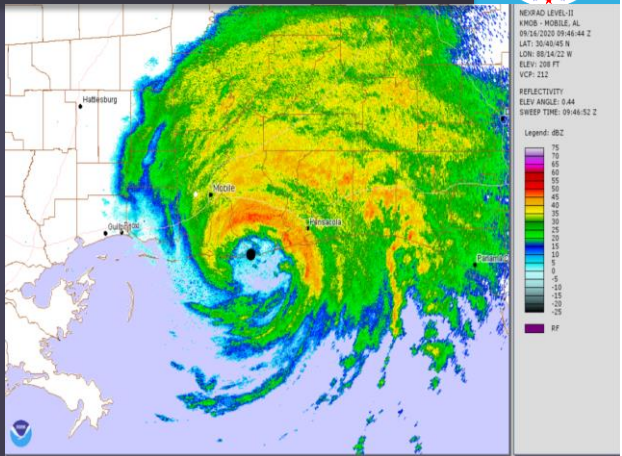 NEXRAD LEVEL-II
KMOB - MOBILE, AL
09/16/2020 09:46:44 Z
LAT: 30/40/45 N
LON: 88/14/22 W
ELEV: 208 FT
VCP: 212
REFLECTIVITY
ELEV ANGLE: 0.44
SWEEP TIME: 09:46:52 Z
Legend: dBZ
75
70
65
60
55
50
45
40
35
30
25
20
15
10
5
0
-5
-10
-15
-20
-25
RF
Hattiesburg
Mobile
Pensacola
Panama